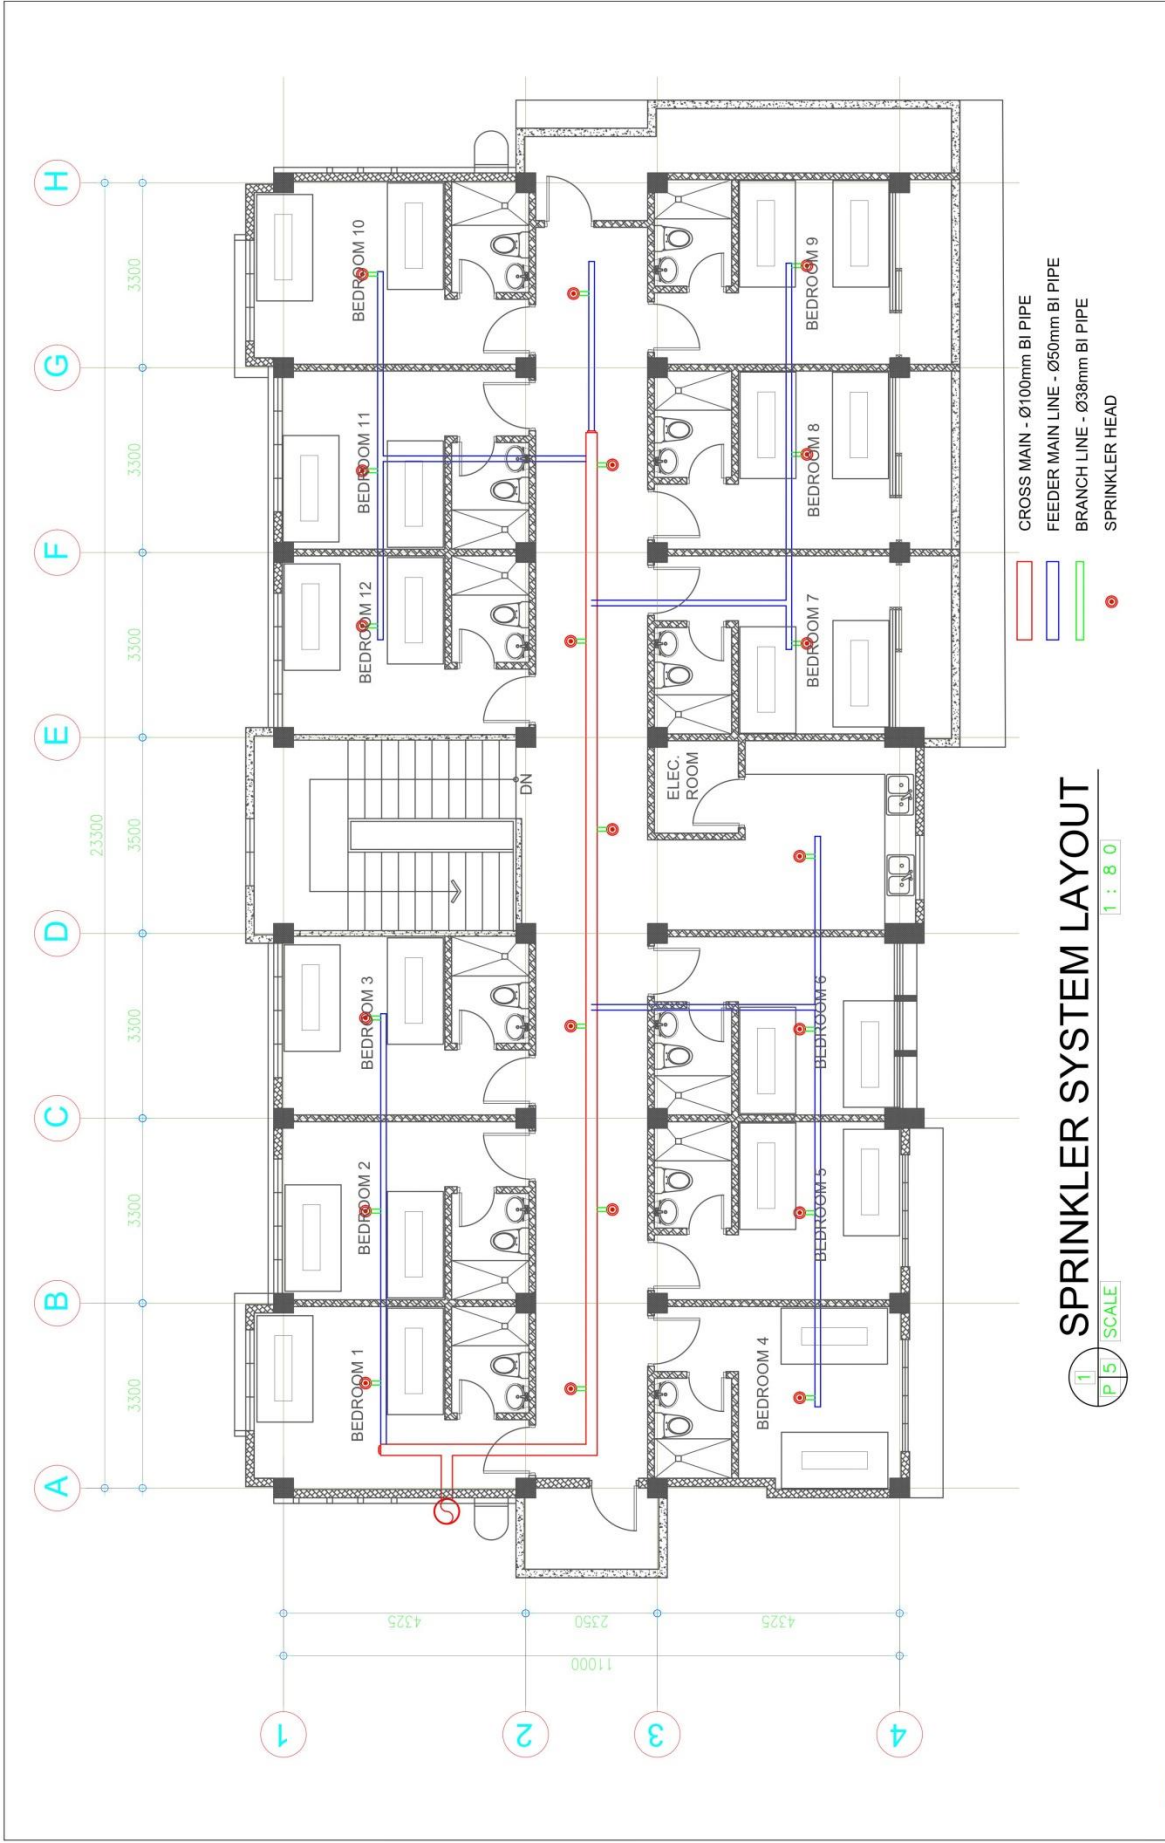 H
G
F
E
D
C
B
A
23300
3300
3300
3300
3500
3300
3300
3300
BEDROOM 10
BEDROOM 11
BEDROOM 12
BEDROOM 3
BEDROOM 2
BEDROOM 1
DN
ELEC.
ROOM
BEDROOM 9
BEDROOM 8
BEDROOM 7
BEDROOM 6
BEDROOM 5
BEDROOM 4
4325
2350
4325
11000
1
2
3
4
CROSS MAIN - Ø100mm BI PIPE
FEEDER MAIN LINE - Ø50mm BI PIPE
BRANCH LINE - Ø38mm BI PIPE
SPRINKLER HEAD
SPRINKLER SYSTEM LAYOUT
1
P 5
SCALE
1 : 8 0